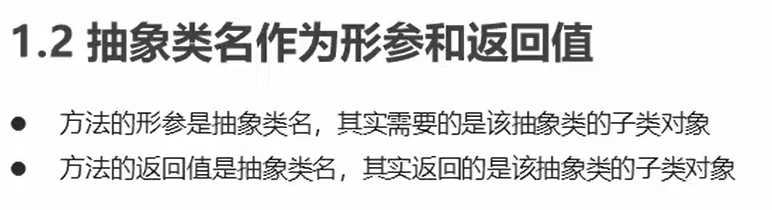 1.2 抽象类名作为形参和返回值
● 方法的形参是抽象类名，其实需要的是该抽象类的子类对象
● 方法的返回值是抽象类名，其实返回的是该抽象类的子类对象